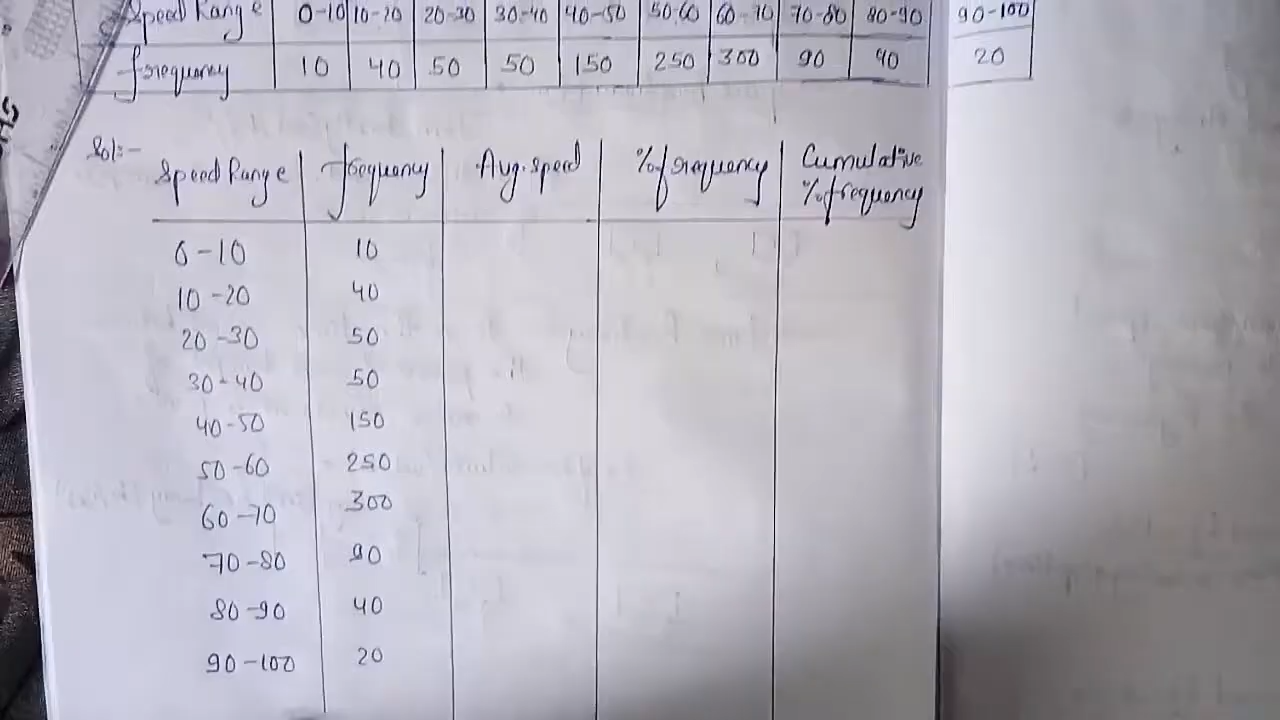 Speed Range 0-10 10-20 20-30 30-40 40-50 50-60 60-70 70-80 80-90 90-100
frequency 10 40 50 50 150 250 300 90 40 20
Sol:-
Speed Range frequency Avg. speed % frequency Cumulative % frequency
0-10 10
10-20 40
20-30 50
30-40 50
40-50 150
50-60 250
60-70 300
70-80 90
80-90 40
90-100 20